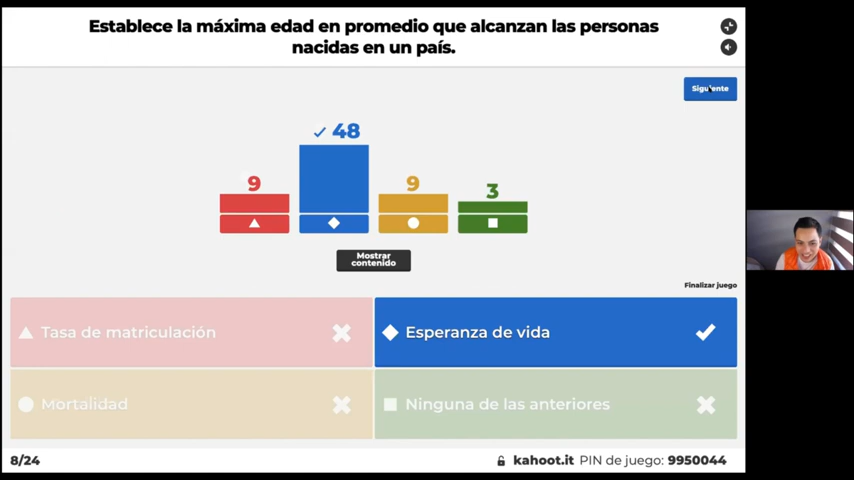 Establece la máxima edad en promedio que alcanzan las personas
nacidas en un país.
Siguiente
9
48
9
3
Mostrar
contenido
Finalizar juego
Tasa de matriculación
Esperanza de vida
Mortalidad
Ninguna de las anteriores
8/24
kahoot.it PIN de juego: 9950044